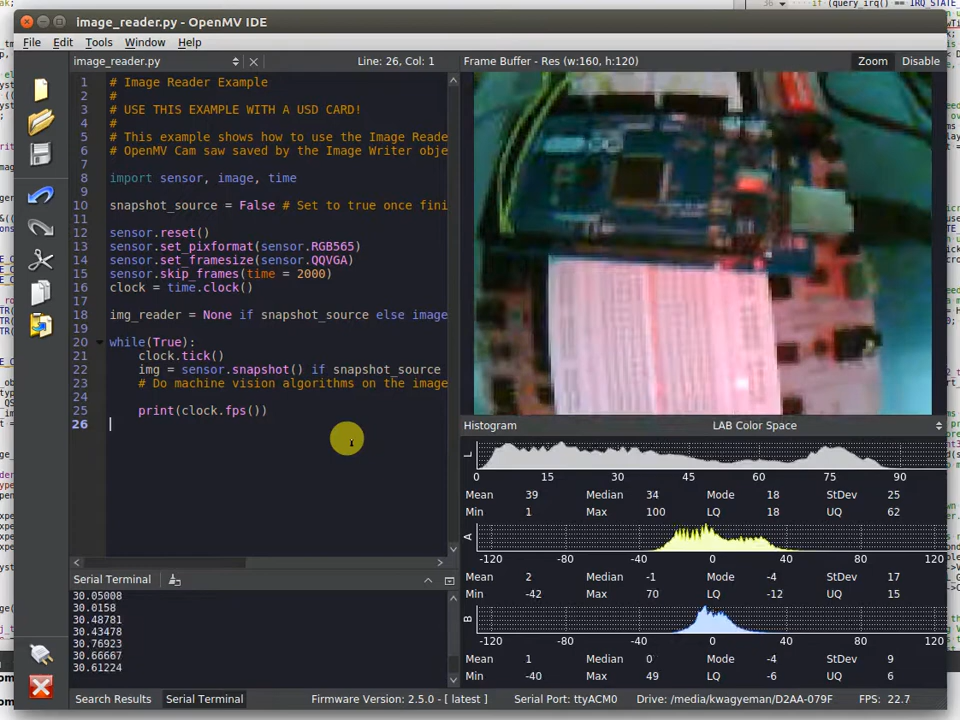 image_reader.py - OpenMV IDE
File Edit Tools Window Help
image_reader.py
Line: 26, Col: 1
Frame Buffer - Res (w:160, h:120)
Zoom
Disable
1 # Image Reader Example
2 #
3 # USE THIS EXAMPLE WITH A USD CARD!
4 #
5 # This example shows how to use the Image Reade
6 # OpenMV Cam saw saved by the Image Writer obje
7
8 import sensor, image, time
9
10 snapshot_source = False # Set to true once fini
11
12 sensor.reset()
13 sensor.set_pixformat(sensor.RGB565)
14 sensor.set_framesize(sensor.QQVGA)
15 sensor.skip_frames(time = 2000)
16 clock = time.clock()
17
18 img_reader = None if snapshot_source else image
19
20 while(True):
21 clock.tick()
22 img = sensor.snapshot() if snapshot_source
23 # Do machine vision algorithms on the image
24
25 print(clock.fps())
26
Histogram
LAB Color Space
L
0 15 30 45 60 75 90
Mean 39 Median 34 Mode 18 StDev 25
Min 1 Max 100 LQ 18 UQ 62
A
-120 -80 -40 0 40 80 120
Mean 2 Median -1 Mode -4 StDev 17
Min -42 Max 70 LQ -12 UQ 15
B
-120 -80 -40 0 40 80 120
Mean 1 Median 0 Mode -4 StDev 9
Min -40 Max 49 LQ -6 UQ 6
Serial Terminal
30.05008
30.0158
30.48781
30.43478
30.76923
30.66667
30.61224
Search Results
Serial Terminal
Firmware Version: 2.5.0 - [ latest ]
Serial Port: ttyACM0
Drive: /media/kwagyeman/D2AA-079F
FPS: 22.7